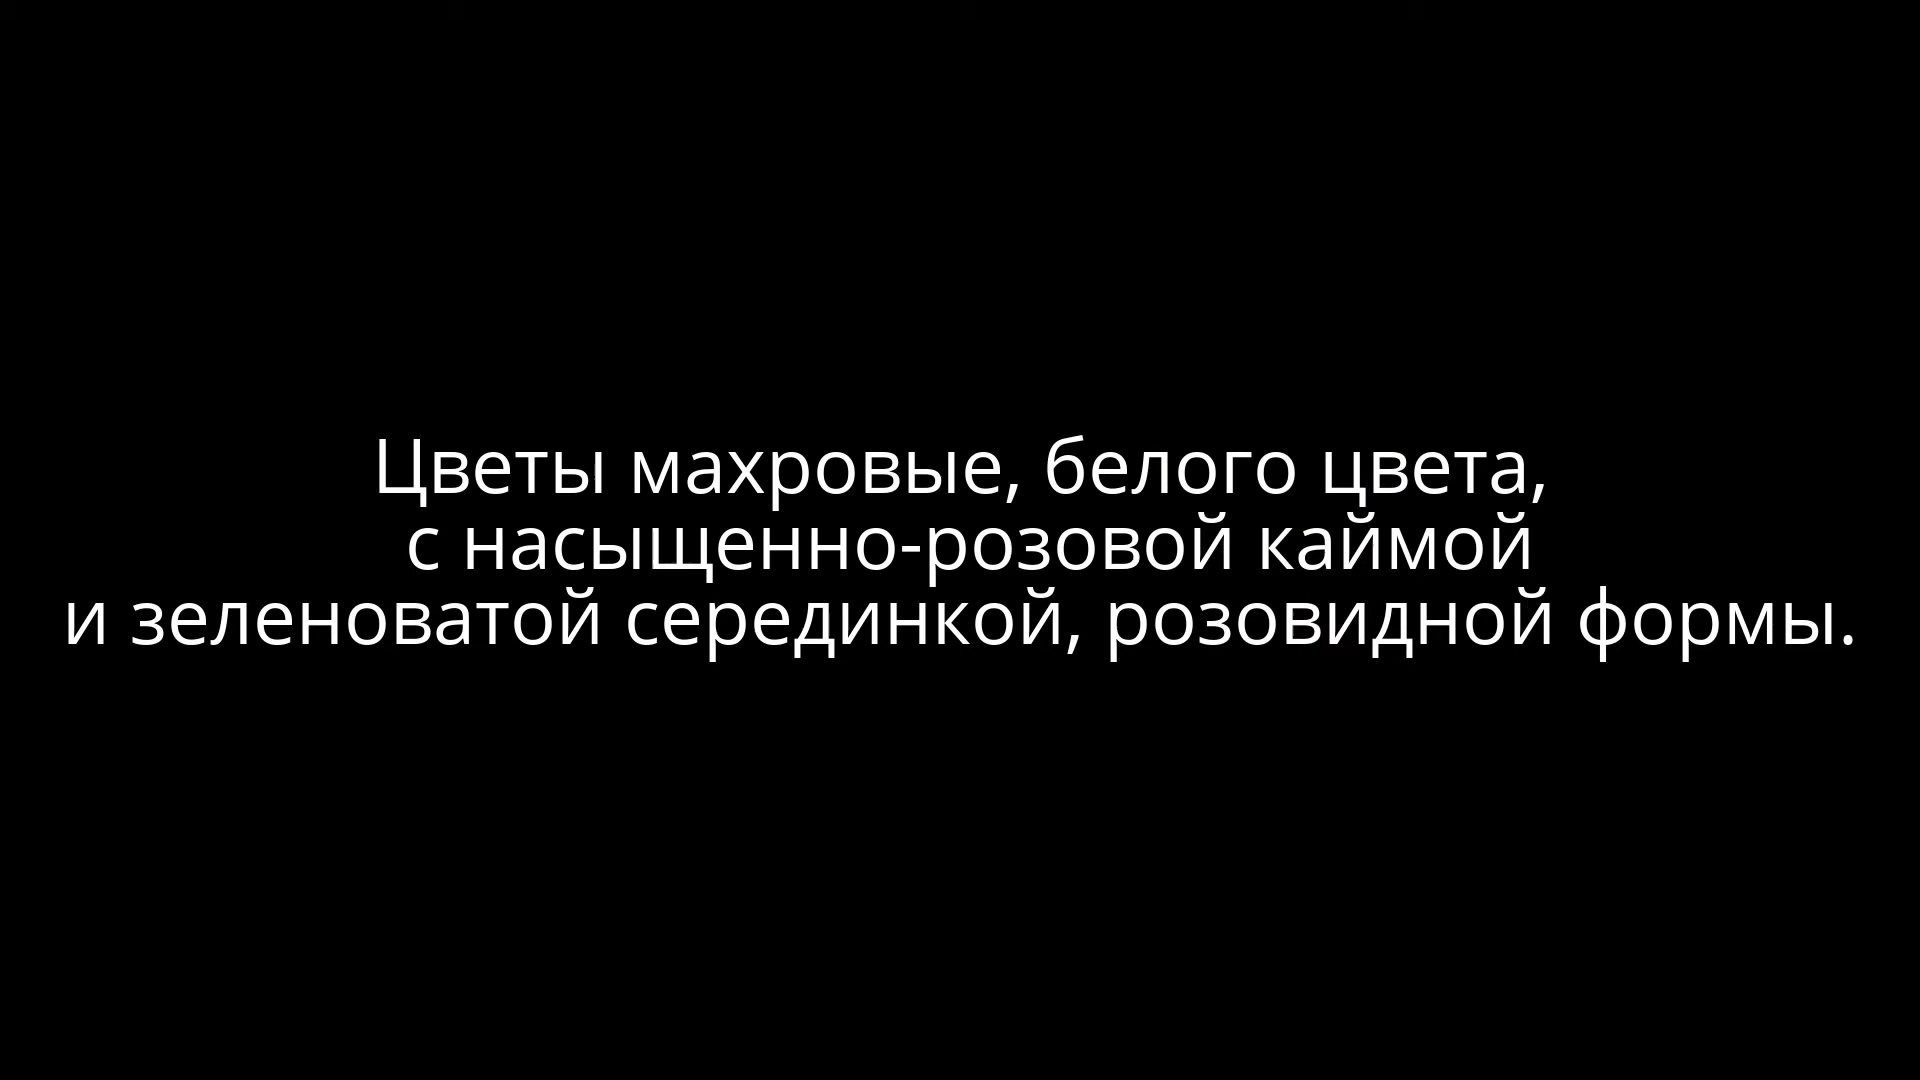 Цветы махровые, белого цвета,
с насыщенно-розовой каймой
и зеленоватой серединкой, розовидной формы.